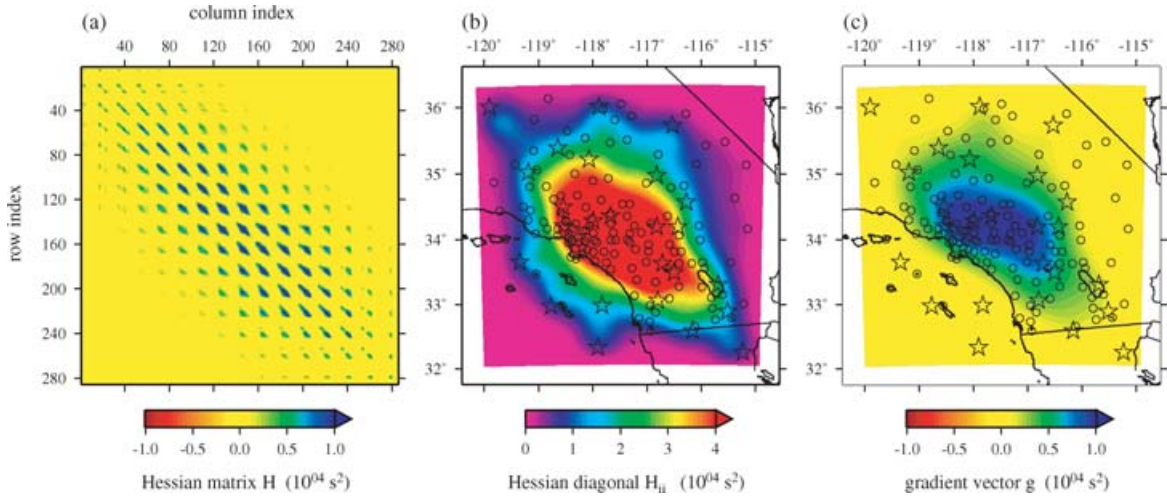 (a)
column index
40 80 120 160 200 240 280
row index
40
80
120
160
200
240
280
-1.0 -0.5 0.0 0.5 1.0
Hessian matrix H (10⁰⁴ s²)
(b)
-120° -119° -118° -117° -116° -115°
36°
35°
34°
33°
32°
0 1 2 3 4
Hessian diagonal Hᵢᵢ (10⁰⁴ s²)
(c)
-120° -119° -118° -117° -116° -115°
36°
35°
34°
33°
32°
-1.0 -0.5 0.0 0.5 1.0
gradient vector g (10⁰⁴ s²)